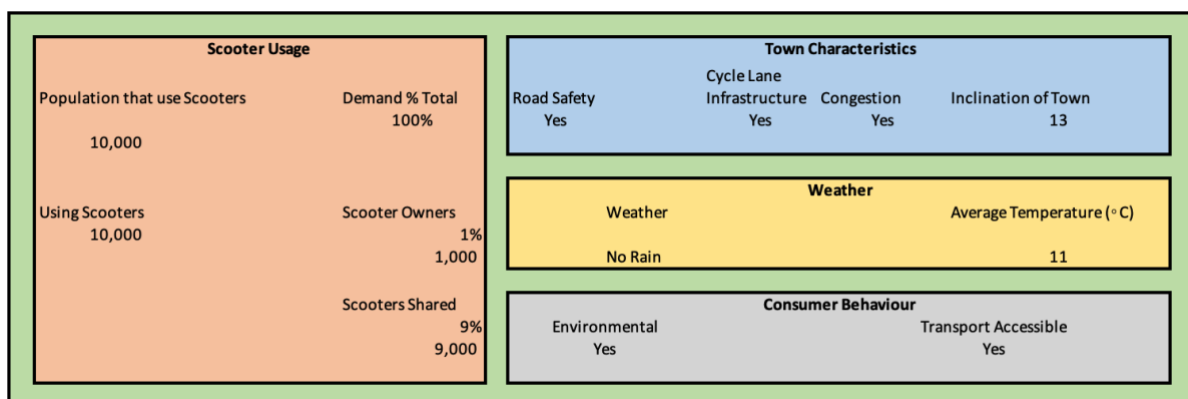 Scooter Usage
Population that use Scooters Demand % Total
100%
10,000
Using Scooters Scooter Owners
10,000 1%
1,000
Scooters Shared
9%
9,000
Town Characteristics
Cycle Lane
Road Safety Infrastructure Congestion Inclination of Town
Yes Yes Yes 13
Weather
Weather Average Temperature (°C)
No Rain 11
Consumer Behaviour
Environmental Transport Accessible
Yes Yes